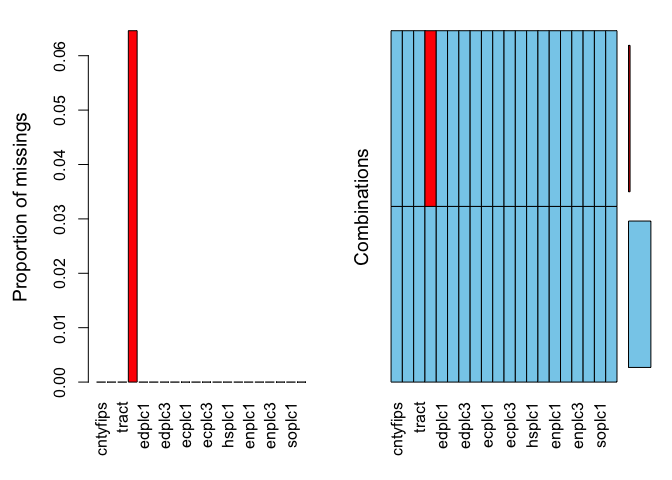 Proportion of missings
0.06
0.05
0.04
0.03
0.02
0.01
0.00
cntyfips
tract
edplc1
edplc3
ecplc1
ecplc3
hsplc1
enplc1
enplc3
soplc1
Combinations
cntyfips
tract
edplc1
edplc3
ecplc1
ecplc3
hsplc1
enplc1
enplc3
soplc1